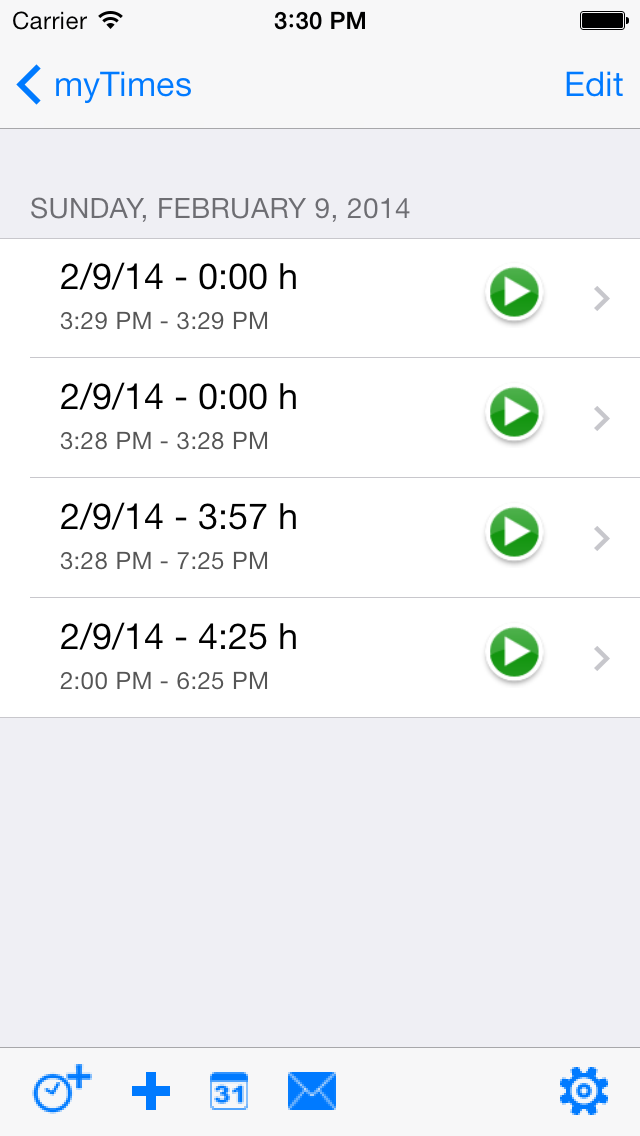 Carrier 3:30 PM
myTimes Edit
SUNDAY, FEBRUARY 9, 2014
2/9/14 - 0:00 h
3:29 PM - 3:29 PM
2/9/14 - 0:00 h
3:28 PM - 3:28 PM
2/9/14 - 3:57 h
3:28 PM - 7:25 PM
2/9/14 - 4:25 h
2:00 PM - 6:25 PM
31